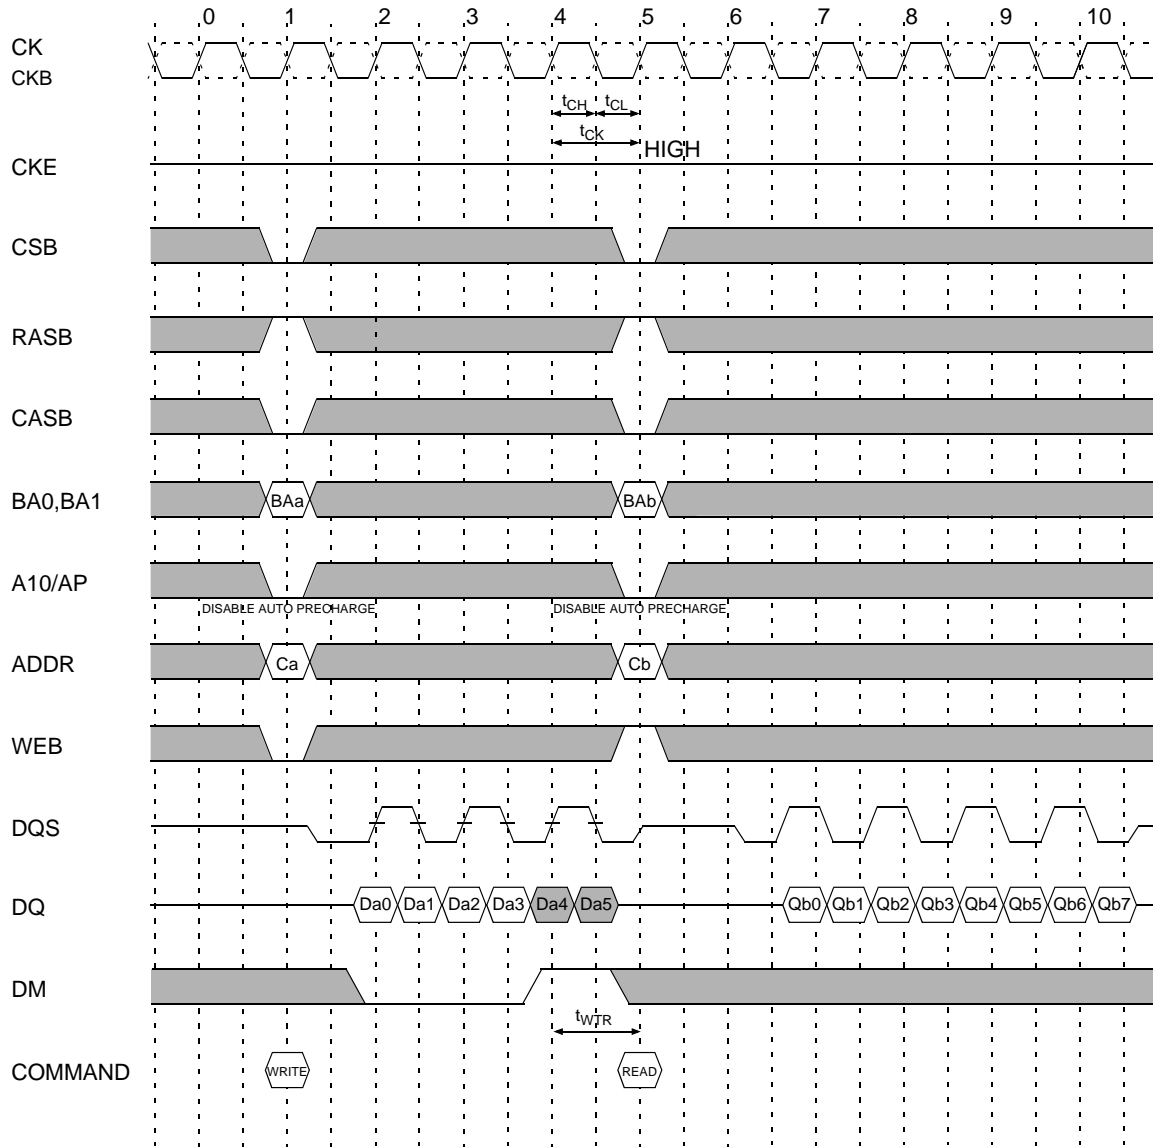 0 1 2 3 4 5 6 7 8 9 10
CK
CKB
tCH tCL
tCK
HIGH
CKE
CSB
RASB
CASB
BA0,BA1 BAa BAb
A10/AP
DISABLE AUTO PRECHARGE DISABLE AUTO PRECHARGE
ADDR Ca Cb
WEB
DQS
DQ Da0 Da1 Da2 Da3 Da4 Da5 Qb0 Qb1 Qb2 Qb3 Qb4 Qb5 Qb6 Qb7
DM
tWTR
COMMAND WRITE READ